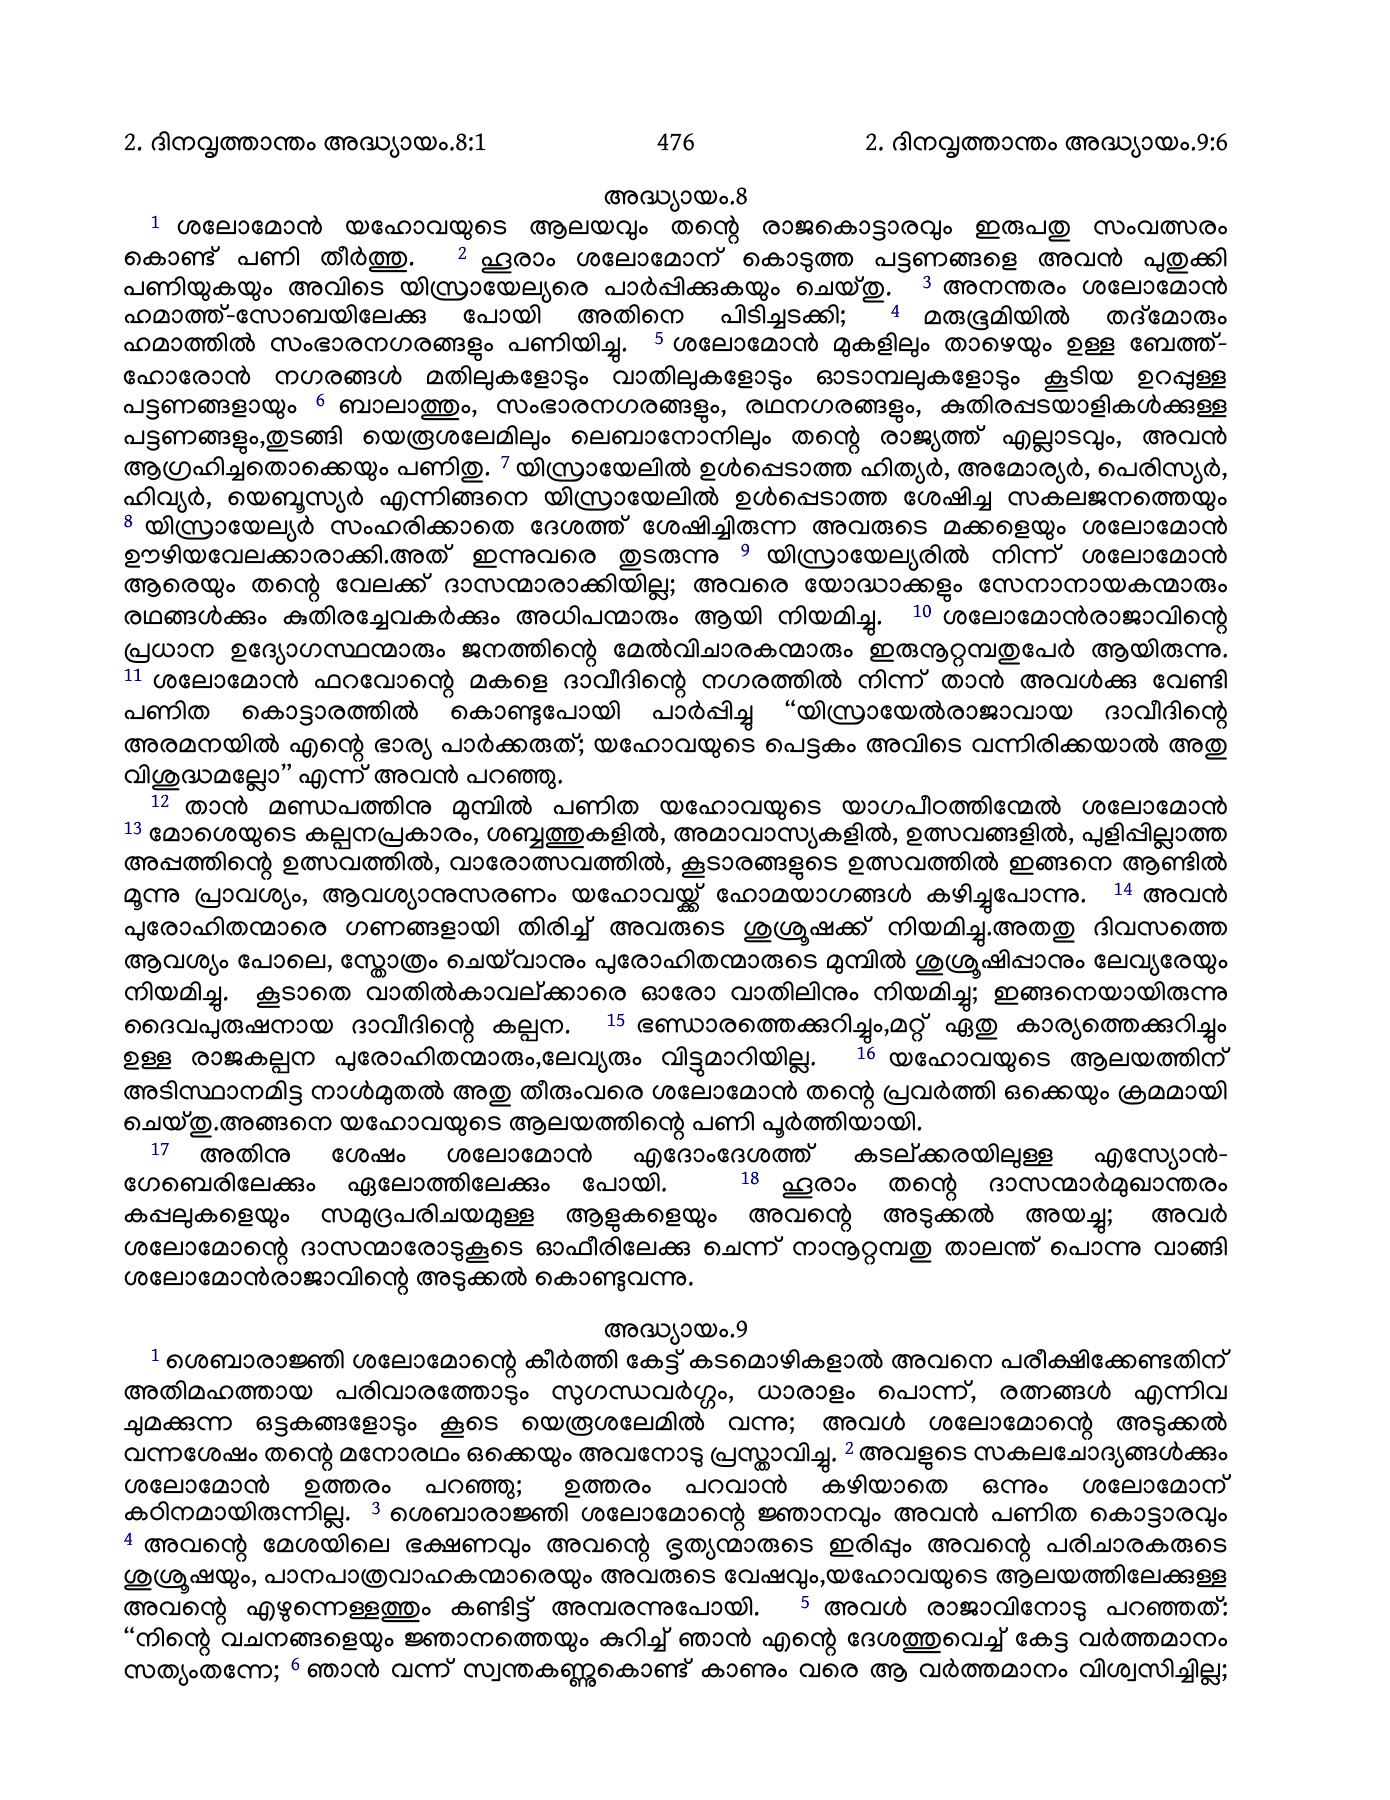 2. ദിനവൃത്താന്തം അദ്ധ്യായം.8:1 476 2. ദിനവൃത്താന്തം അദ്ധ്യായം.9:6
അദ്ധ്യായം.8
1 ശലോമോൻ യഹോവയുടെ ആലയവും തന്റെ രാജകൊട്ടാരവും ഇരുപതു സംവത്സരം
കൊണ്ട് പണി തീർത്തു. 2 ഹൂരാം ശലോമോന് കൊടുത്ത പട്ടണങ്ങളെ അവൻ പുതുക്കി
പണിയുകയും അവിടെ യിസ്രായേല്യരെ പാർപ്പിക്കുകയും ചെയ്തു. 3 അനന്തരം ശലോമോൻ
ഹമാത്ത്-സോബയിലേക്കു പോയി അതിനെ പിടിച്ചടക്കി; 4 മരുഭൂമിയിൽ തദ്മോരും
ഹമാത്തിൽ സംഭാരനഗരങ്ങളും പണിയിച്ചു. 5 ശലോമോൻ മുകളിലും താഴെയും ഉള്ള ബേത്ത്-
ഹോരോൻ നഗരങ്ങൾ മതിലുകളോടും വാതിലുകളോടും ഓടാമ്പലുകളോടും കൂടിയ ഉറപ്പുള്ള
പട്ടണങ്ങളായും 6 ബാലാത്തും, സംഭാരനഗരങ്ങളും, രഥനഗരങ്ങളും, കുതിരപ്പടയാളികൾക്കുള്ള
പട്ടണങ്ങളും,തുടങ്ങി യെരൂശലേമിലും ലെബാനോനിലും തന്റെ രാജ്യത്ത് എല്ലാടവും, അവൻ
ആഗ്രഹിച്ചതൊക്കെയും പണിതു. 7 യിസ്രായേലിൽ ഉൾപ്പെടാത്ത ഹിത്യർ, അമോര്യർ, പെരിസ്യർ,
ഹിവ്യർ, യെബൂസ്യർ എന്നിങ്ങനെ യിസ്രായേലിൽ ഉൾപ്പെടാത്ത ശേഷിച്ച സകലജനത്തെയും
8 യിസ്രായേല്യർ സംഹരിക്കാതെ ദേശത്ത് ശേഷിച്ചിരുന്ന അവരുടെ മക്കളെയും ശലോമോൻ
ഊഴിയവേലക്കാരാക്കി.അത് ഇന്നുവരെ തുടരുന്നു 9 യിസ്രായേല്യരിൽ നിന്ന് ശലോമോൻ
ആരെയും തന്റെ വേലക്ക് ദാസന്മാരാക്കിയില്ല; അവരെ യോദ്ധാക്കളും സേനാനായകന്മാരും
രഥങ്ങൾക്കും കുതിരച്ചേവകർക്കും അധിപന്മാരും ആയി നിയമിച്ചു. 10 ശലോമോൻരാജാവിന്റെ
പ്രധാന ഉദ്യോഗസ്ഥന്മാരും ജനത്തിന്റെ മേൽവിചാരകന്മാരും ഇരുനൂറ്റമ്പതുപേർ ആയിരുന്നു.
11 ശലോമോൻ ഫറവോന്റെ മകളെ ദാവീദിന്റെ നഗരത്തിൽ നിന്ന് താൻ അവൾക്കു വേണ്ടി
പണിത കൊട്ടാരത്തിൽ കൊണ്ടുപോയി പാർപ്പിച്ചു “യിസ്രായേൽരാജാവായ ദാവീദിന്റെ
അരമനയിൽ എന്റെ ഭാര്യ പാർക്കരുത്; യഹോവയുടെ പെട്ടകം അവിടെ വന്നിരിക്കയാൽ അതു
വിശുദ്ധമല്ലോ” എന്ന് അവൻ പറഞ്ഞു.
12 താൻ മണ്ഡപത്തിനു മുമ്പിൽ പണിത യഹോവയുടെ യാഗപീഠത്തിന്മേൽ ശലോമോൻ
13 മോശെയുടെ കല്പനപ്രകാരം, ശബ്ബത്തുകളിൽ, അമാവാസ്യകളിൽ, ഉത്സവങ്ങളിൽ, പുളിപ്പില്ലാത്ത
അപ്പത്തിന്റെ ഉത്സവത്തിൽ, വാരോത്സവത്തിൽ, കൂടാരങ്ങളുടെ ഉത്സവത്തിൽ ഇങ്ങനെ ആണ്ടിൽ
മൂന്നു പ്രാവശ്യം, ആവശ്യാനുസരണം യഹോവയ്ക്ക് ഹോമയാഗങ്ങൾ കഴിച്ചുപോന്നു. 14 അവൻ
പുരോഹിതന്മാരെ ഗണങ്ങളായി തിരിച്ച് അവരുടെ ശുശ്രൂഷക്ക് നിയമിച്ചു.അതതു ദിവസത്തെ
ആവശ്യം പോലെ, സ്തോത്രം ചെയ്‌വാനും പുരോഹിതന്മാരുടെ മുമ്പിൽ ശുശ്രൂഷിപ്പാനും ലേവ്യരേയും
നിയമിച്ചു. കൂടാതെ വാതിൽകാവല്ക്കാരെ ഓരോ വാതിലിനും നിയമിച്ചു; ഇങ്ങനെയായിരുന്നു
ദൈവപുരുഷനായ ദാവീദിന്റെ കല്പന. 15 ഭണ്ഡാരത്തെക്കുറിച്ചും,മറ്റ് ഏതു കാര്യത്തെക്കുറിച്ചും
ഉള്ള രാജകല്പന പുരോഹിതന്മാരും,ലേവ്യരും വിട്ടുമാറിയില്ല. 16 യഹോവയുടെ ആലയത്തിന്
അടിസ്ഥാനമിട്ട നാൾമുതൽ അതു തീരുംവരെ ശലോമോൻ തന്റെ പ്രവർത്തി ഒക്കെയും ക്രമമായി
ചെയ്തു.അങ്ങനെ യഹോവയുടെ ആലയത്തിന്റെ പണി പൂർത്തിയായി.
17 അതിനു ശേഷം ശലോമോൻ എദോംദേശത്ത് കടല്ക്കരയിലുള്ള എസ്യോൻ-
ഗേബെരിലേക്കും ഏലോത്തിലേക്കും പോയി. 18 ഹൂരാം തന്റെ ദാസന്മാർമുഖാന്തരം
കപ്പലുകളെയും സമുദ്രപരിചയമുള്ള ആളുകളെയും അവന്റെ അടുക്കൽ അയച്ചു; അവർ
ശലോമോന്റെ ദാസന്മാരോടുകൂടെ ഓഫീരിലേക്കു ചെന്ന് നാനൂറ്റമ്പതു താലന്ത് പൊന്നു വാങ്ങി
ശലോമോൻരാജാവിന്റെ അടുക്കൽ കൊണ്ടുവന്നു.
അദ്ധ്യായം.9
1 ശെബാരാജ്ഞി ശലോമോന്റെ കീർത്തി കേട്ട് കടമൊഴികളാൽ അവനെ പരീക്ഷിക്കേണ്ടതിന്
അതിമഹത്തായ പരിവാരത്തോടും സുഗന്ധവർഗ്ഗം, ധാരാളം പൊന്ന്, രത്നങ്ങൾ എന്നിവ
ചുമക്കുന്ന ഒട്ടകങ്ങളോടും കൂടെ യെരൂശലേമിൽ വന്നു; അവൾ ശലോമോന്റെ അടുക്കൽ
വന്നശേഷം തന്റെ മനോരഥം ഒക്കെയും അവനോടു പ്രസ്താവിച്ചു. 2 അവളുടെ സകലചോദ്യങ്ങൾക്കും
ശലോമോൻ ഉത്തരം പറഞ്ഞു; ഉത്തരം പറവാൻ കഴിയാതെ ഒന്നും ശലോമോന്
കഠിനമായിരുന്നില്ല. 3 ശെബാരാജ്ഞി ശലോമോന്റെ ജ്ഞാനവും അവൻ പണിത കൊട്ടാരവും
4 അവന്റെ മേശയിലെ ഭക്ഷണവും അവന്റെ ഭൃത്യന്മാരുടെ ഇരിപ്പും അവന്റെ പരിചാരകരുടെ
ശുശ്രൂഷയും, പാനപാത്രവാഹകന്മാരെയും അവരുടെ വേഷവും,യഹോവയുടെ ആലയത്തിലേക്കുള്ള
അവന്റെ എഴുന്നെള്ളത്തും കണ്ടിട്ട് അമ്പരന്നുപോയി. 5 അവൾ രാജാവിനോടു പറഞ്ഞത്:
“നിന്റെ വചനങ്ങളെയും ജ്ഞാനത്തെയും കുറിച്ച് ഞാൻ എന്റെ ദേശത്തുവെച്ച് കേട്ട വർത്തമാനം
സത്യംതന്നേ; 6 ഞാൻ വന്ന് സ്വന്തകണ്ണുകൊണ്ട് കാണും വരെ ആ വർത്തമാനം വിശ്വസിച്ചില്ല;